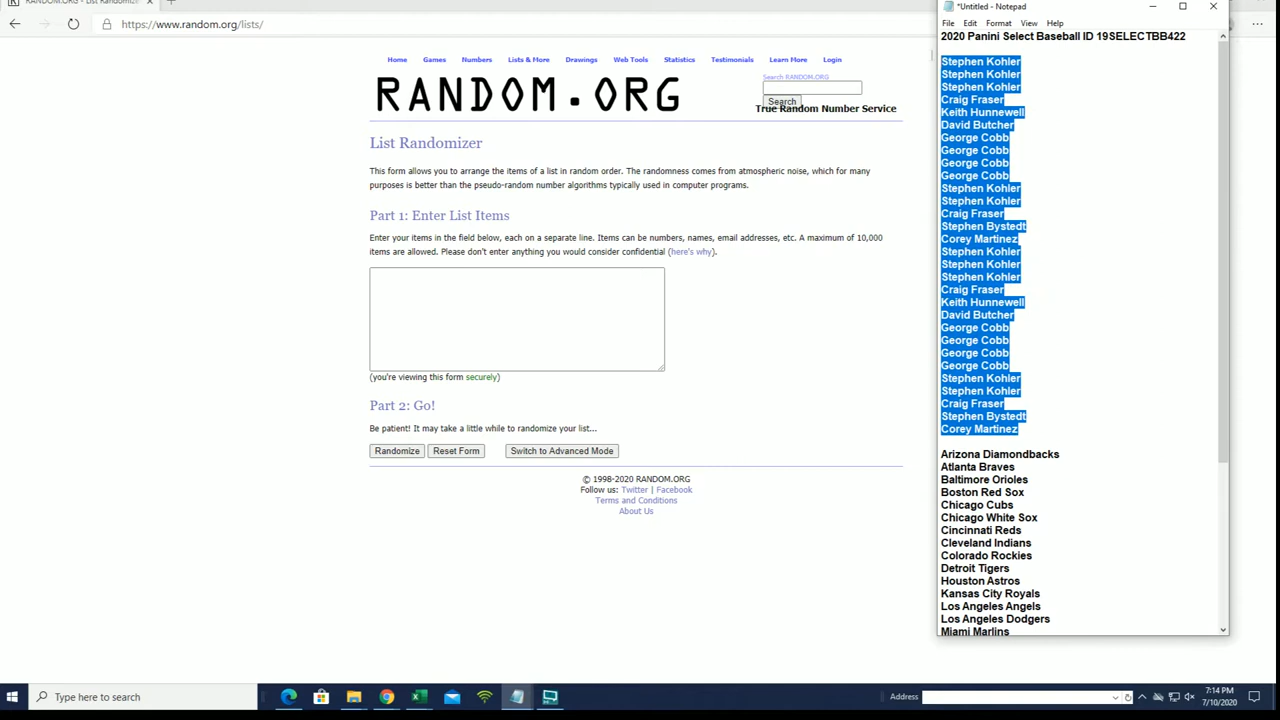 RANDOM.ORG - List Randomizer
https://www.random.org/lists/
Home Games Numbers Lists & More Drawings Web Tools Statistics Testimonials Learn More Login
RANDOM.ORG
Search RANDOM.ORG
Search
True Random Number Service
List Randomizer
This form allows you to arrange the items of a list in random order. The randomness comes from atmospheric noise, which for many
purposes is better than the pseudo-random number algorithms typically used in computer programs.
Part 1: Enter List Items
Enter your items in the field below, each on a separate line. Items can be numbers, names, email addresses, etc. A maximum of 10,000
items are allowed. Please don't enter anything you would consider confidential (here's why).
(you're viewing this form securely)
Part 2: Go!
Be patient! It may take a little while to randomize your list...
Randomize Reset Form Switch to Advanced Mode
© 1998-2020 RANDOM.ORG
Follow us: Twitter | Facebook
Terms and Conditions
About Us
*Untitled - Notepad
File Edit Format View Help
2020 Panini Select Baseball ID 19SELECTBB422
Stephen Kohler
Stephen Kohler
Stephen Kohler
Craig Fraser
Keith Hunnewell
David Butcher
George Cobb
George Cobb
George Cobb
George Cobb
Stephen Kohler
Stephen Kohler
Craig Fraser
Stephen Bystedt
Corey Martinez
Stephen Kohler
Stephen Kohler
Stephen Kohler
Craig Fraser
Keith Hunnewell
David Butcher
George Cobb
George Cobb
George Cobb
George Cobb
Stephen Kohler
Stephen Kohler
Craig Fraser
Stephen Bystedt
Corey Martinez
Arizona Diamondbacks
Atlanta Braves
Baltimore Orioles
Boston Red Sox
Chicago Cubs
Chicago White Sox
Cincinnati Reds
Cleveland Indians
Colorado Rockies
Detroit Tigers
Houston Astros
Kansas City Royals
Los Angeles Angels
Los Angeles Dodgers
Miami Marlins
Type here to search
Address
7:14 PM
7/10/2020